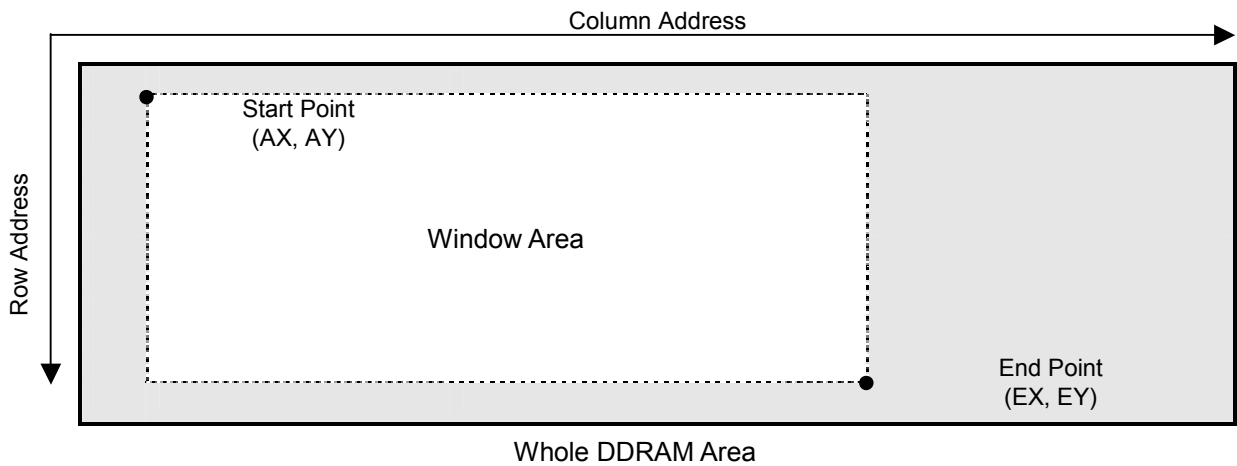 Column Address
Row Address
Start Point
(AX, AY)
Window Area
End Point
(EX, EY)
Whole DDRAM Area